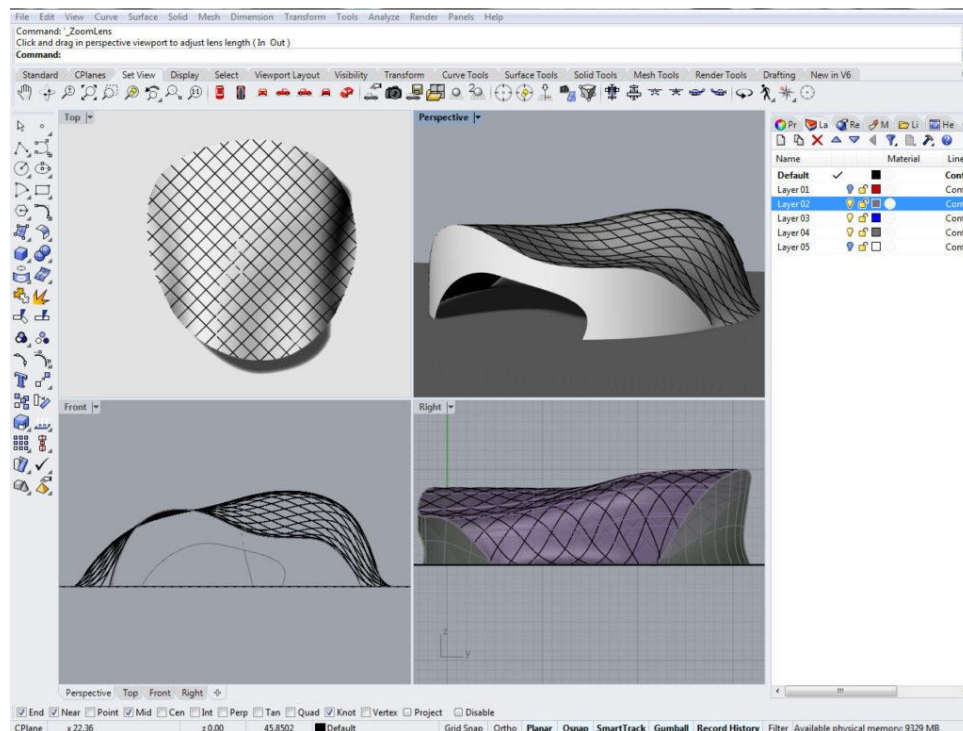 File Edit View Curve Surface Solid Mesh Dimension Transform Tools Analyze Render Panels Help
Command: '_ZoomLens
Click and drag in perspective viewport to adjust lens length ( In Out )
Command:
Standard CPlanes Set View Display Select Viewport Layout Visibility Transform Curve Tools Surface Tools Solid Tools Mesh Tools Render Tools Drafting New in V6
Top
Perspective
Pr La Re M Li He
Name Material Line
Default Cont
Layer 01 Cont
Layer 02 Cont
Layer 03 Cont
Layer 04 Cont
Layer 05 Cont
Front
Right
z
y
Perspective Top Front Right
End Near Point Mid Cen Int Perp Tan Quad Knot Vertex Project Disable
CPlane x 22.36 z 0.00 45.8502 Default Grid Snap Ortho Planar Osnap SmartTrack Gumball Record History Filter Available physical memory: 9329 MB